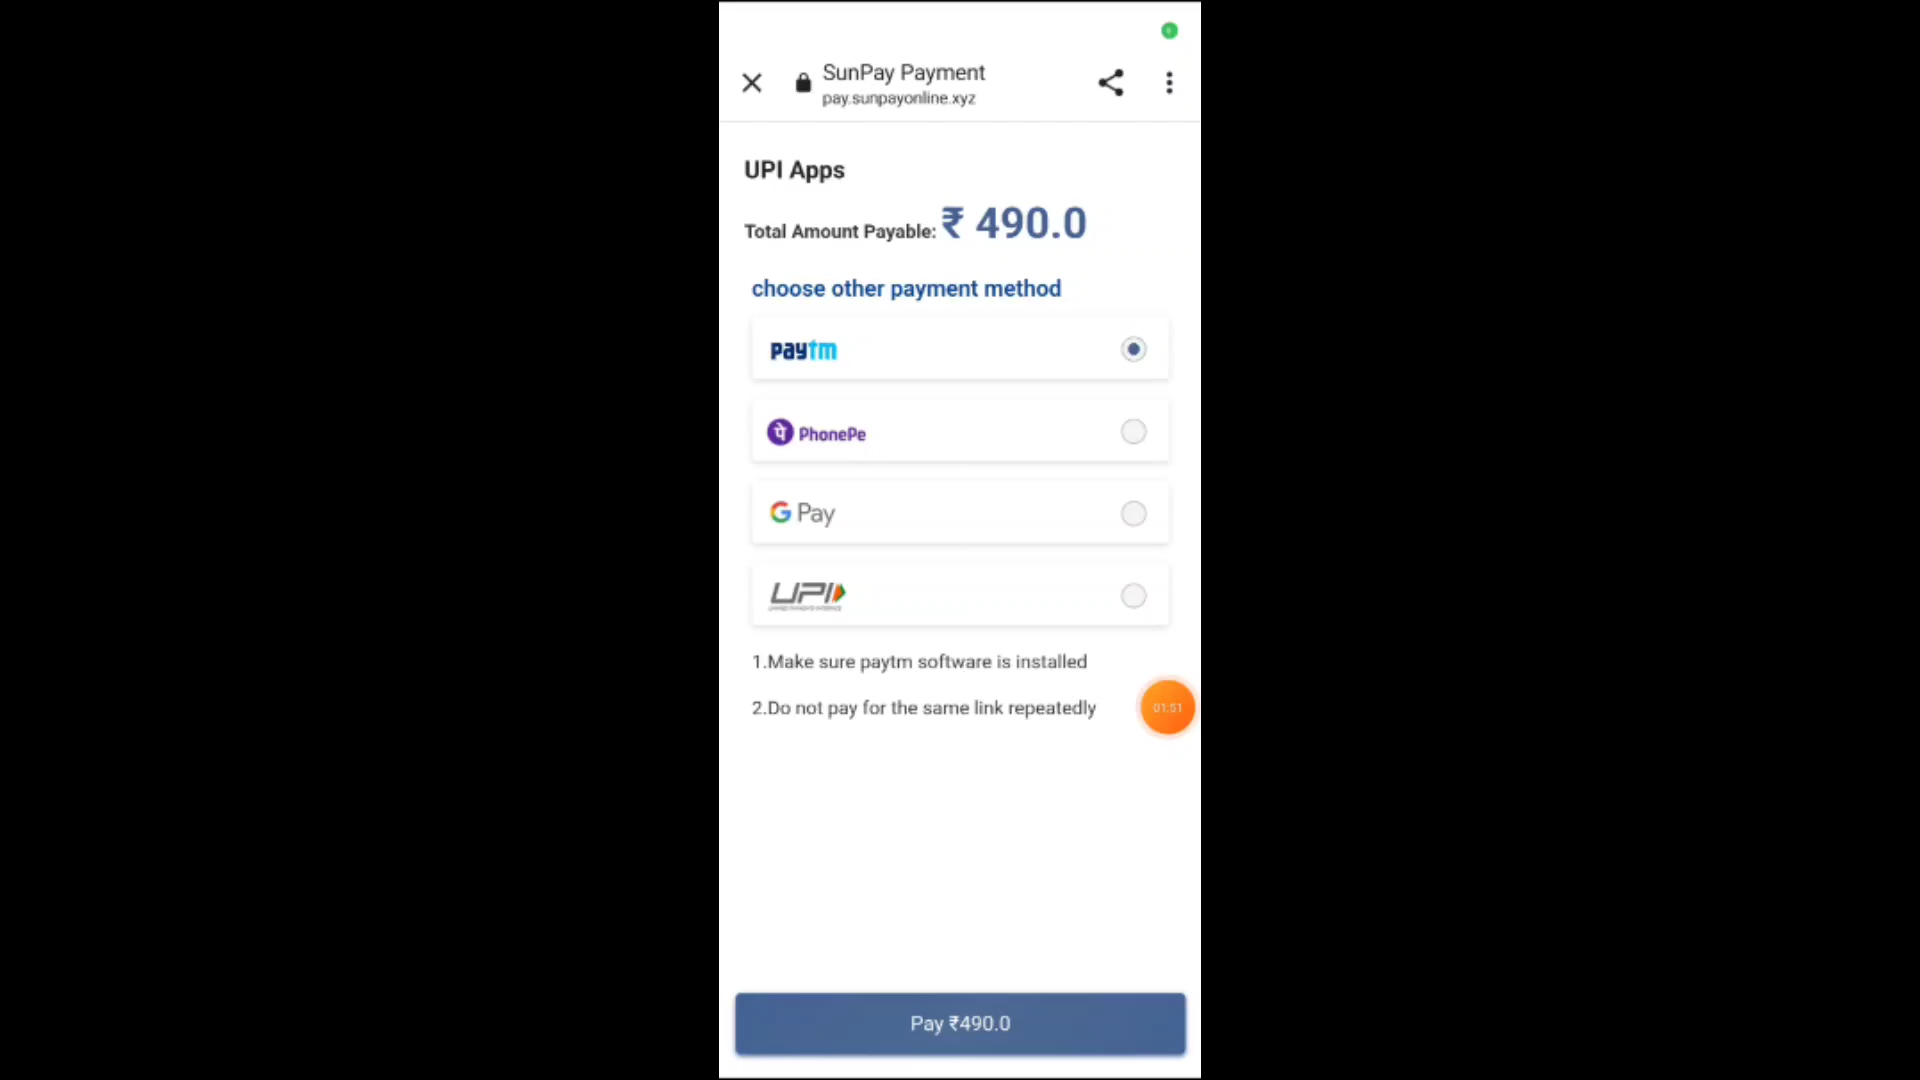 SunPay Payment
pay.sunpayonline.xyz
UPI Apps
Total Amount Payable: ₹ 490.0
choose other payment method
paytm
पे PhonePe
G Pay
UPI
1.Make sure paytm software is installed
2.Do not pay for the same link repeatedly
01:51
Pay ₹490.0